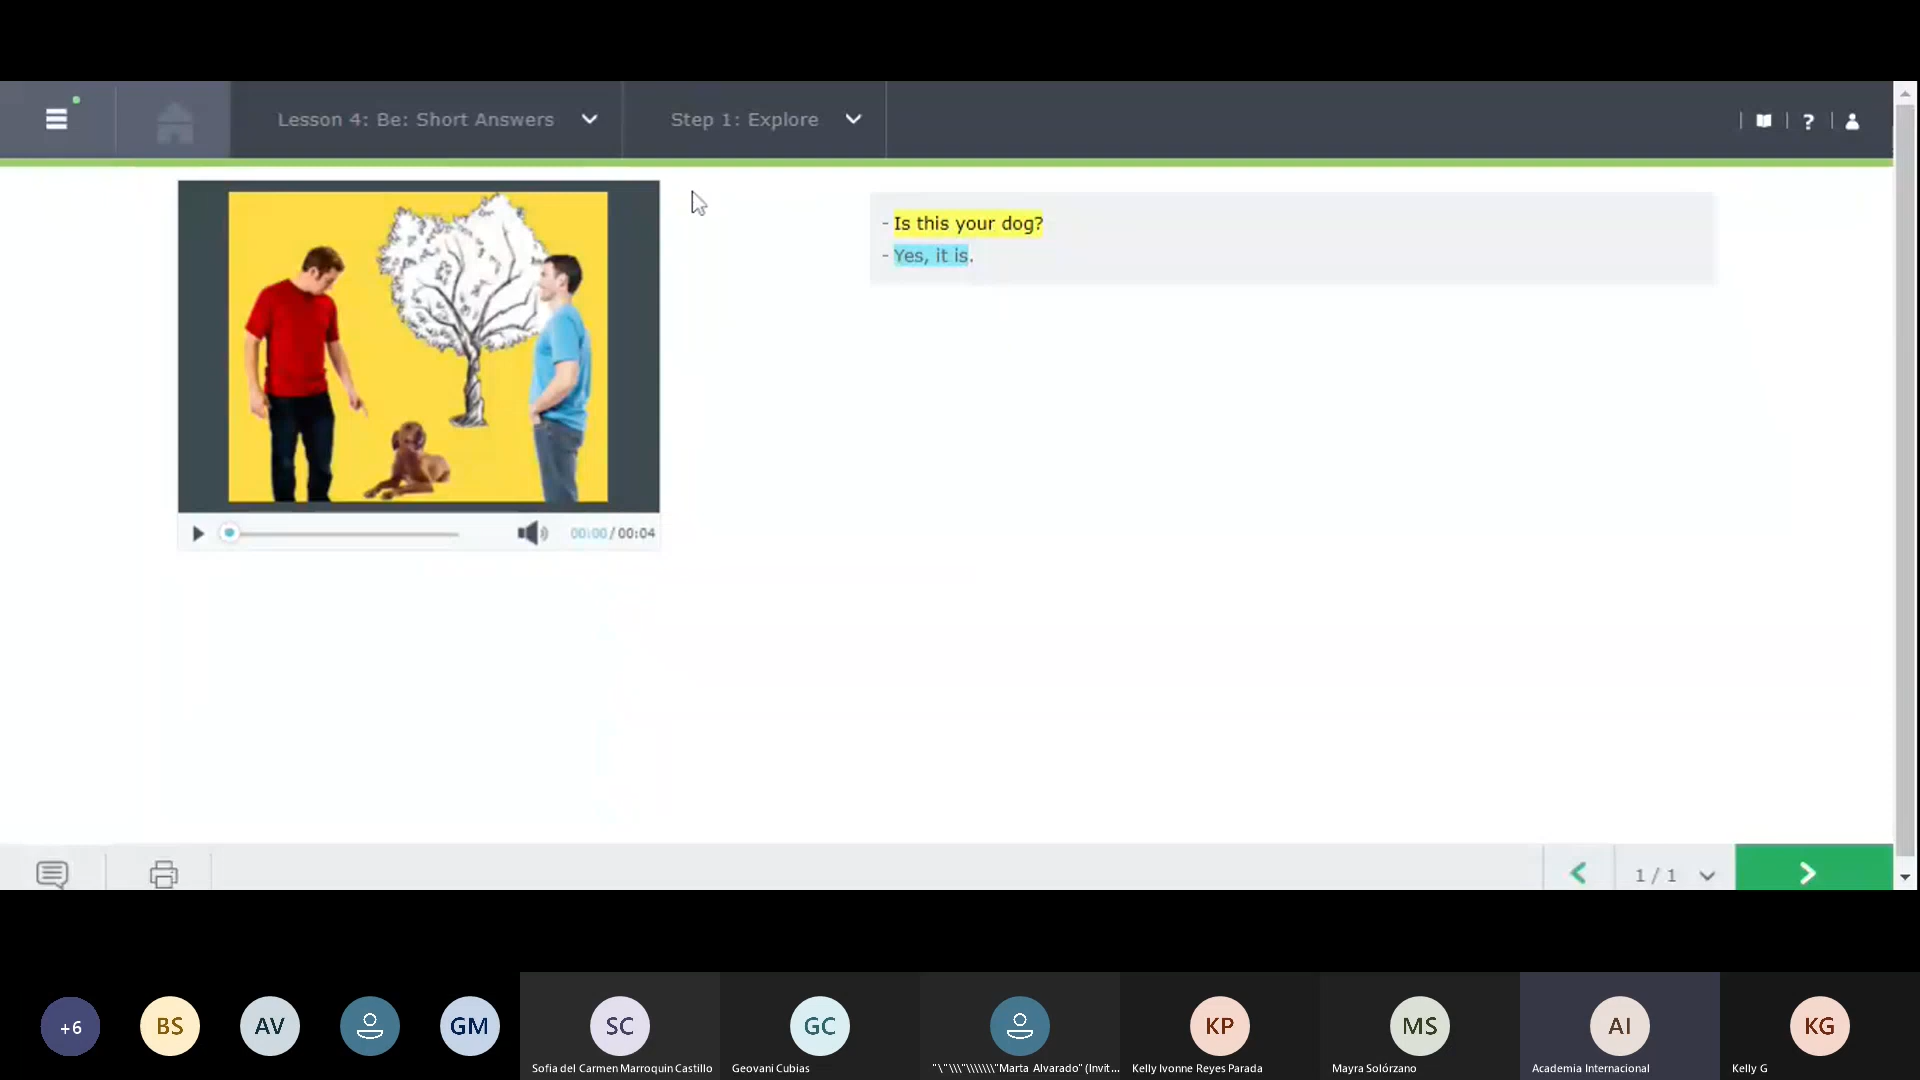 Lesson 4: Be: Short Answers
Step 1: Explore
?
- Is this your dog?
- Yes, it is.
00:00 / 00:04
1 / 1
+6
BS
AV
GM
SC
GC
KP
MS
AI
KG
Sofia del Carmen Marroquin Castillo
Geovani Cubias
"\"\\\"\\\\\\\"Marta Alvarado" (Invit...
Kelly Ivonne Reyes Parada
Mayra Solórzano
Academia Internacional
Kelly G